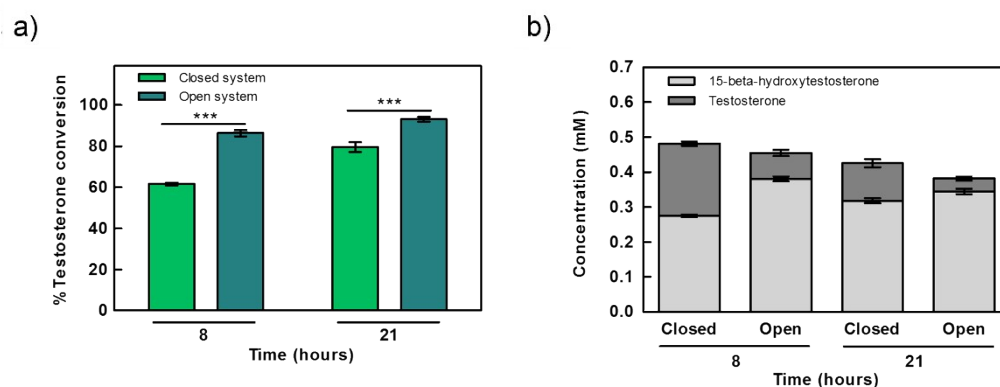 a)
% Testosterone conversion
100
80
60
40
20
0
Closed system
Open system
***
***
8
21
Time (hours)
b)
Concentration (mM)
0.7
0.6
0.5
0.4
0.3
0.2
0.1
0.0
15-beta-hydroxytestosterone
Testosterone
Closed Open Closed Open
8 21
Time (hours)